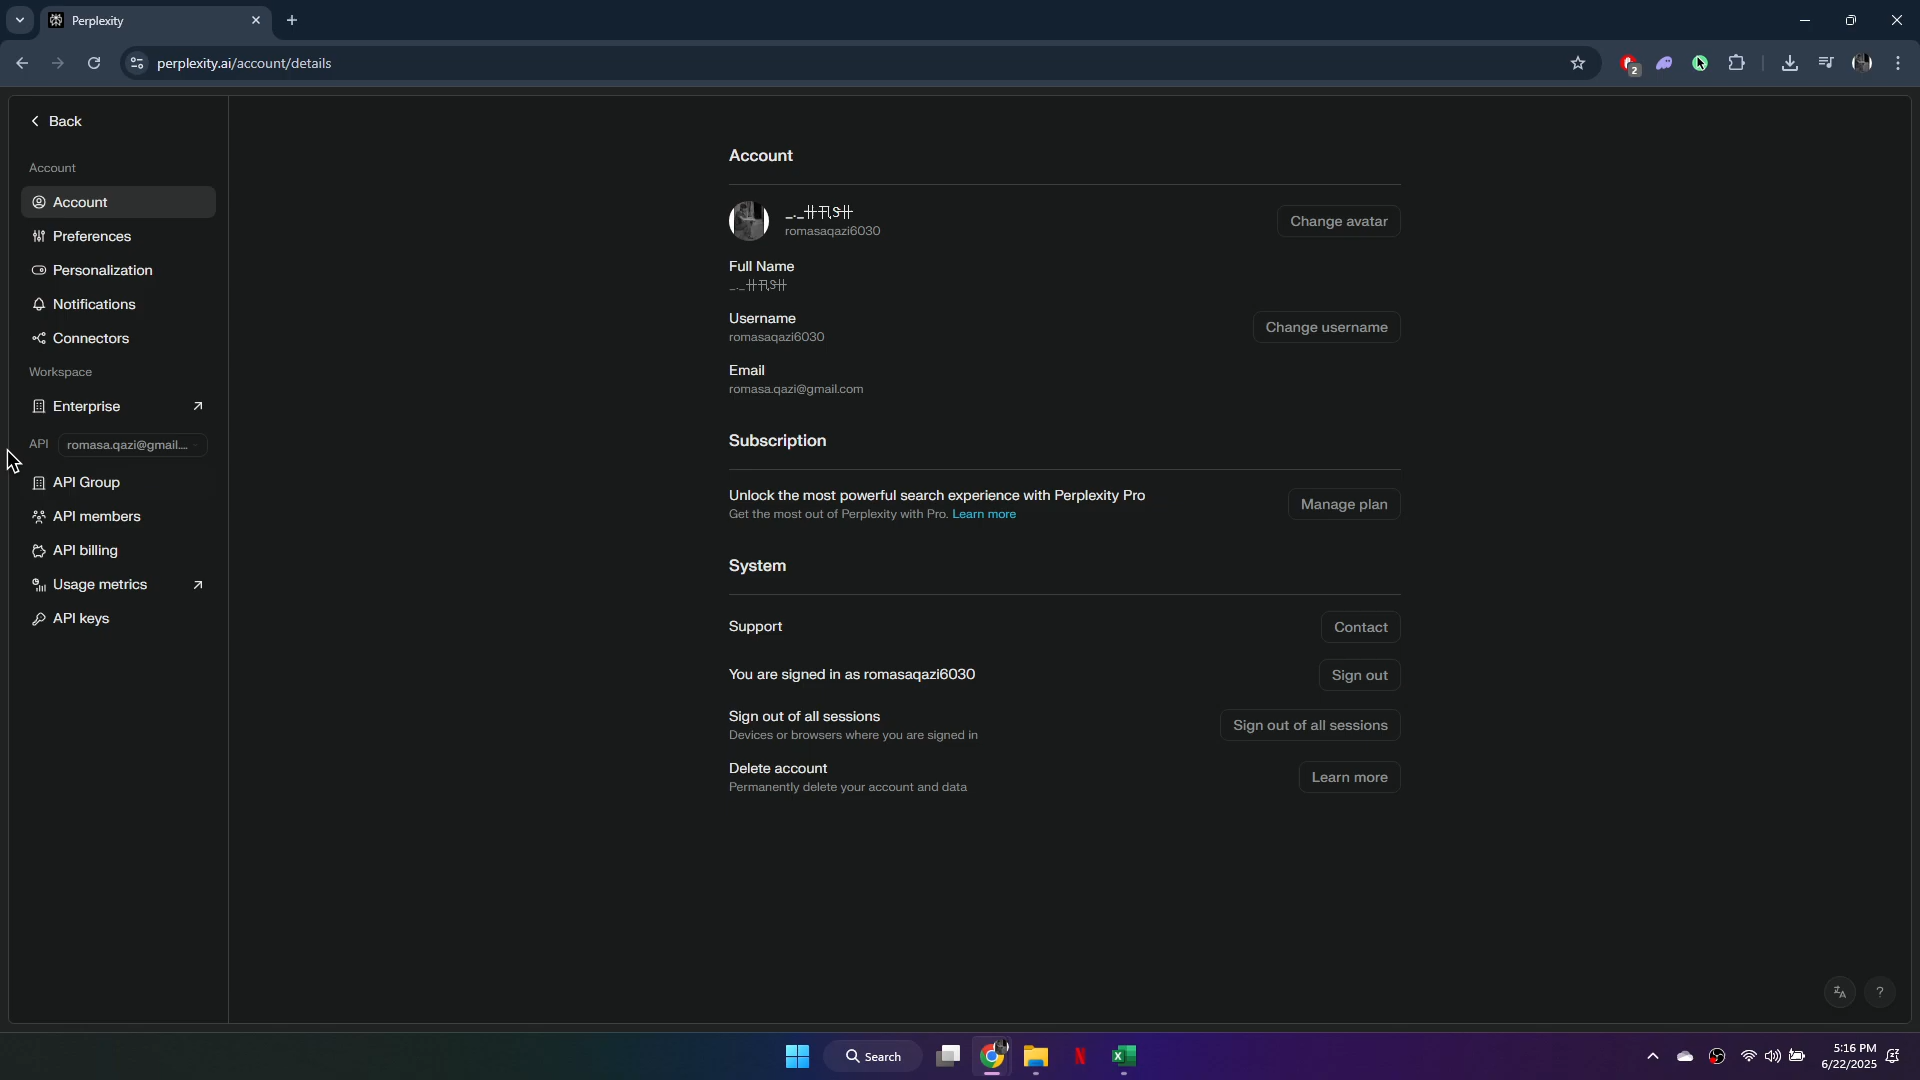 Perplexity
perplexity.ai/account/details
2
Back
Account
Account
Preferences
Personalization
Notifications
Connectors
Workspace
Enterprise
API romasa.qazi@gmail....
API Group
API members
API billing
Usage metrics
API keys
Account
romasaqazi6030
Change avatar
Full Name
Username
romasaqazi6030
Change username
Email
romasa.qazi@gmail.com
Subscription
Unlock the most powerful search experience with Perplexity Pro
Get the most out of Perplexity with Pro. Learn more
Manage plan
System
Support
Contact
You are signed in as romasaqazi6030
Sign out
Sign out of all sessions
Devices or browsers where you are signed in
Sign out of all sessions
Delete account
Permanently delete your account and data
Learn more
?
Search
5:16 PM
6/22/2025